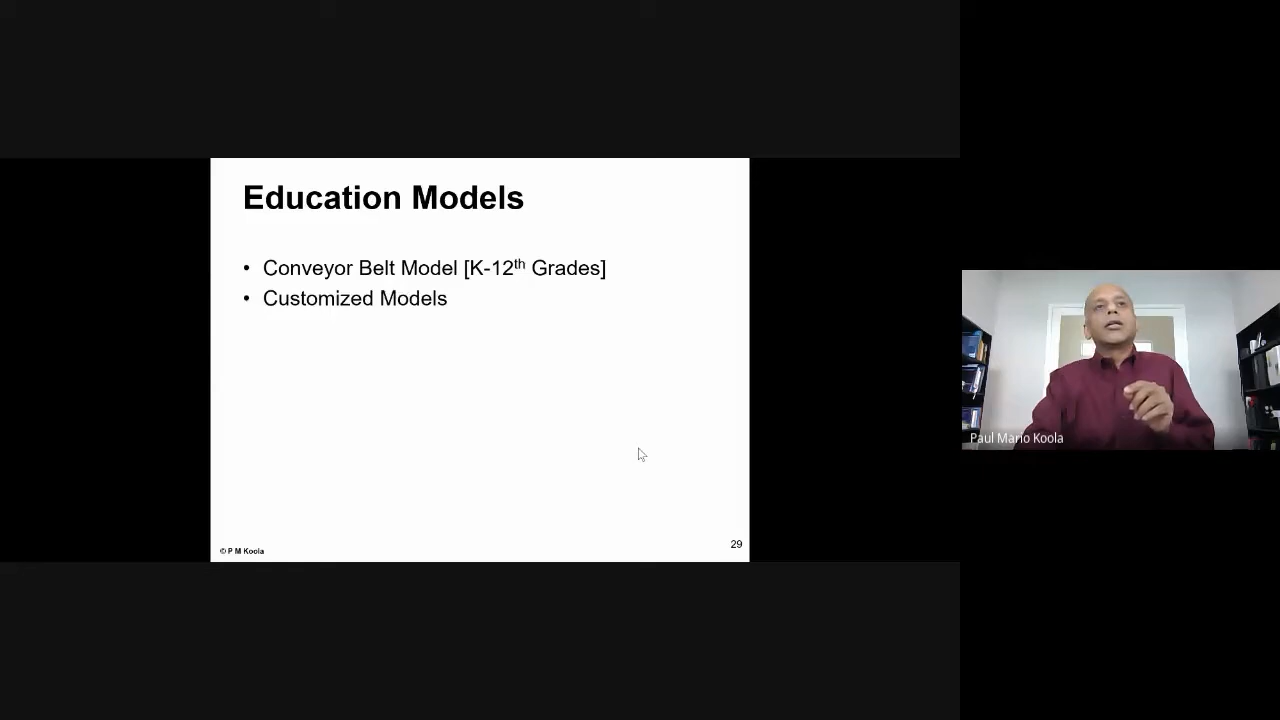 Education Models
• Conveyor Belt Model [K-12th Grades]
• Customized Models
© P M Koola
29
Paul Mario Koola